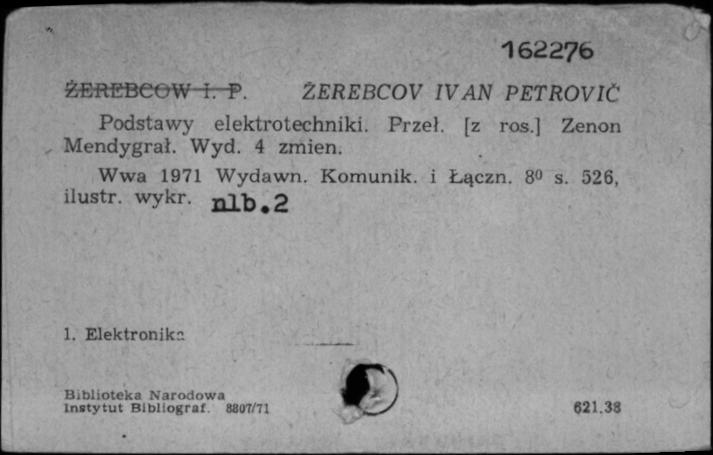 162276
ŻEREBCOW I. P. ŽEREBCOV IVAN PETROVIČ
Podstawy elektrotechniki. Przeł. [z ros.] Zenon
Mendygrał. Wyd. 4 zmien.
Wwa 1971 Wydawn. Komunik. i Łączn. 8⁰ s. 526,
ilustr. wykr. nlb.2
1. Elektronika
Biblioteka Narodowa
Instytut Bibliograf. 8807/71
621.38